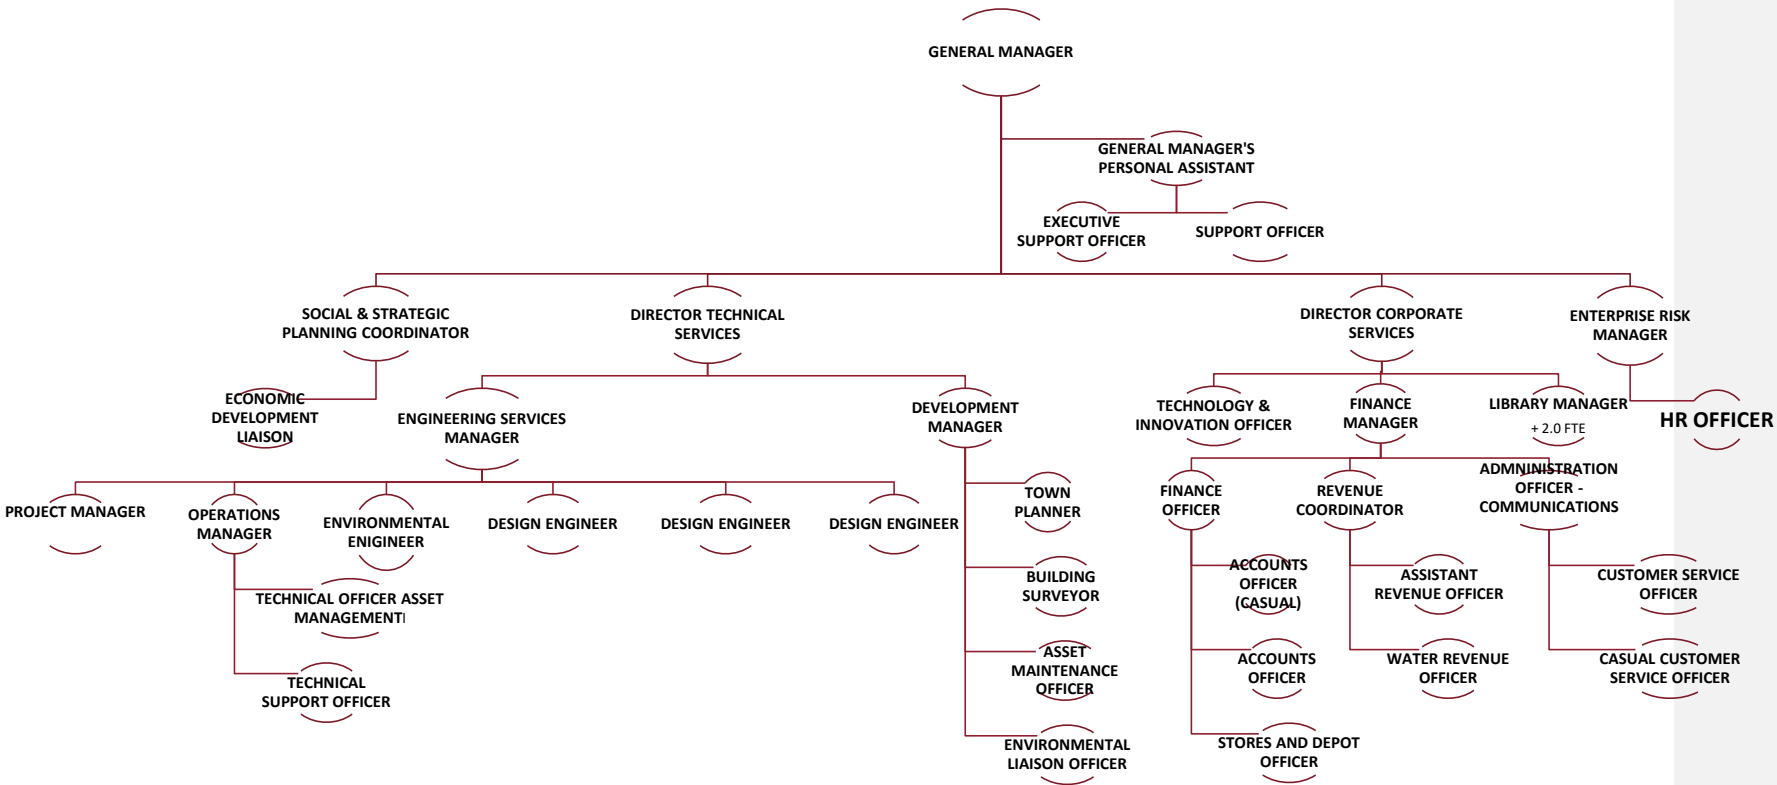 GENERAL MANAGER
GENERAL MANAGER'S
PERSONAL ASSISTANT
EXECUTIVE
SUPPORT OFFICER
SUPPORT OFFICER
SOCIAL & STRATEGIC
PLANNING COORDINATOR
DIRECTOR TECHNICAL
SERVICES
DIRECTOR CORPORATE
SERVICES
ENTERPRISE RISK
MANAGER
ECONOMIC
DEVELOPMENT
LIAISON
ENGINEERING SERVICES
MANAGER
DEVELOPMENT
MANAGER
TECHNOLOGY &
INNOVATION OFFICER
FINANCE
MANAGER
LIBRARY MANAGER
+ 2.0 FTE
HR OFFICER
PROJECT MANAGER
OPERATIONS
MANAGER
ENVIRONMENTAL
ENIGINEER
DESIGN ENGINEER
DESIGN ENGINEER
DESIGN ENGINEER
TOWN
PLANNER
FINANCE
OFFICER
REVENUE
COORDINATOR
ADMNINISTRATION
OFFICER -
COMMUNICATIONS
TECHNICAL OFFICER ASSET
MANAGEMENT
TECHNICAL
SUPPORT OFFICER
BUILDING
SURVEYOR
ASSET
MAINTENANCE
OFFICER
ENVIRONMENTAL
LIAISON OFFICER
ACCOUNTS
OFFICER
(CASUAL)
ACCOUNTS
OFFICER
STORES AND DEPOT
OFFICER
ASSISTANT
REVENUE OFFICER
WATER REVENUE
OFFICER
CUSTOMER SERVICE
OFFICER
CASUAL CUSTOMER
SERVICE OFFICER